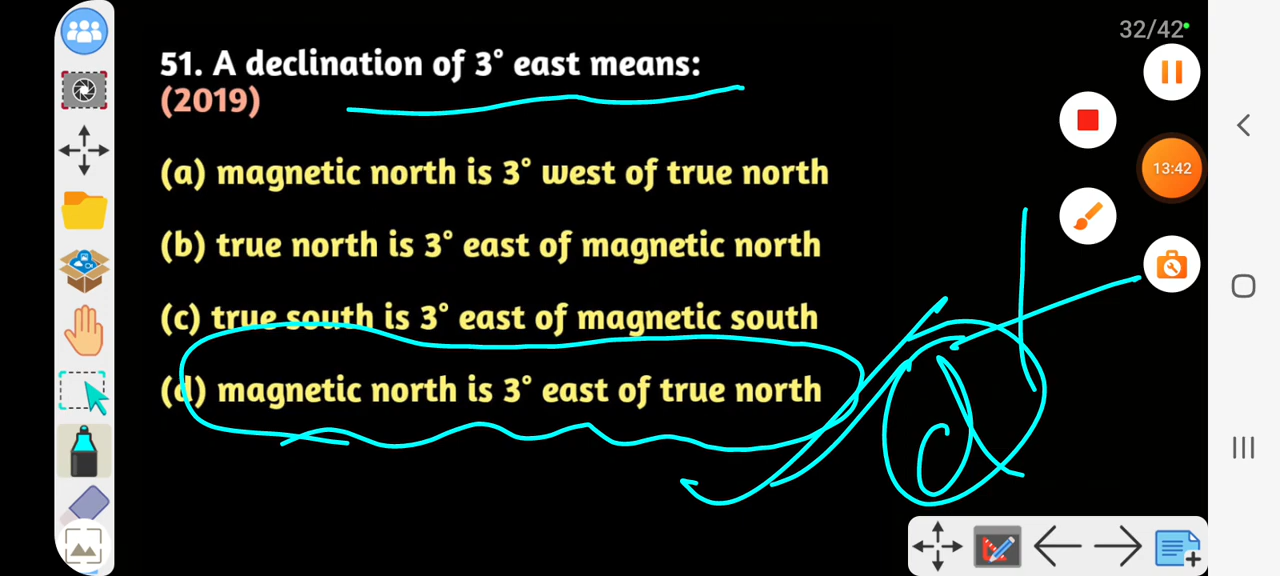 32/42
51. A declination of 3° east means:
(2019)
13:42
(a) magnetic north is 3° west of true north
(b) true north is 3° east of magnetic north
(c) true south is 3° east of magnetic south
(d) magnetic north is 3° east of true north
d